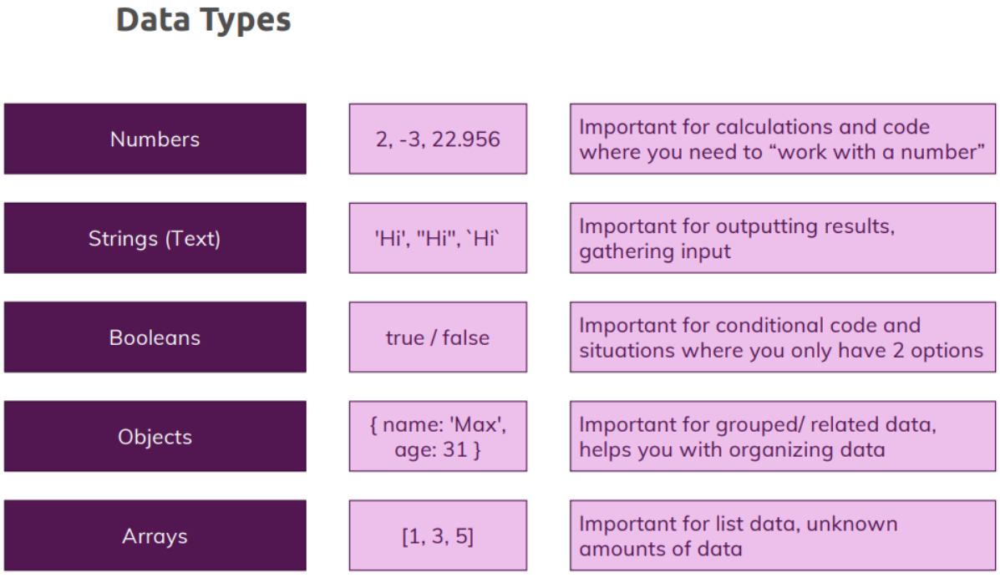 Data Types
Numbers
2, -3, 22.956
Important for calculations and code
where you need to “work with a number”
Strings (Text)
'Hi', "Hi", `Hi`
Important for outputting results,
gathering input
Booleans
true / false
Important for conditional code and
situations where you only have 2 options
Objects
{ name: 'Max',
age: 31 }
Important for grouped/ related data,
helps you with organizing data
Arrays
[1, 3, 5]
Important for list data, unknown
amounts of data